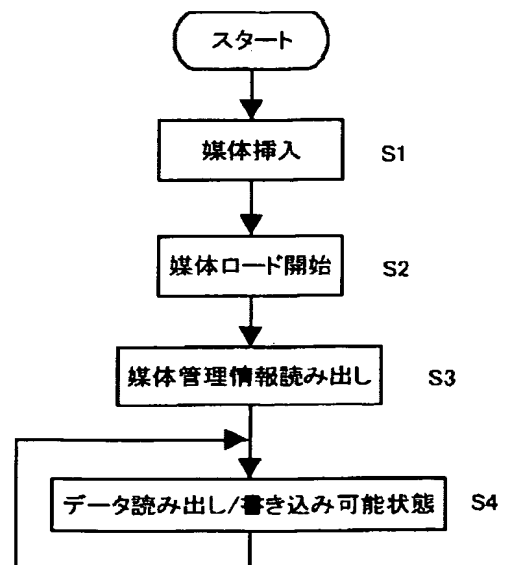 スタート
媒体挿入 S1
媒体ロード開始 S2
媒体管理情報読み出し S3
データ読み出し/書き込み可能状態 S4